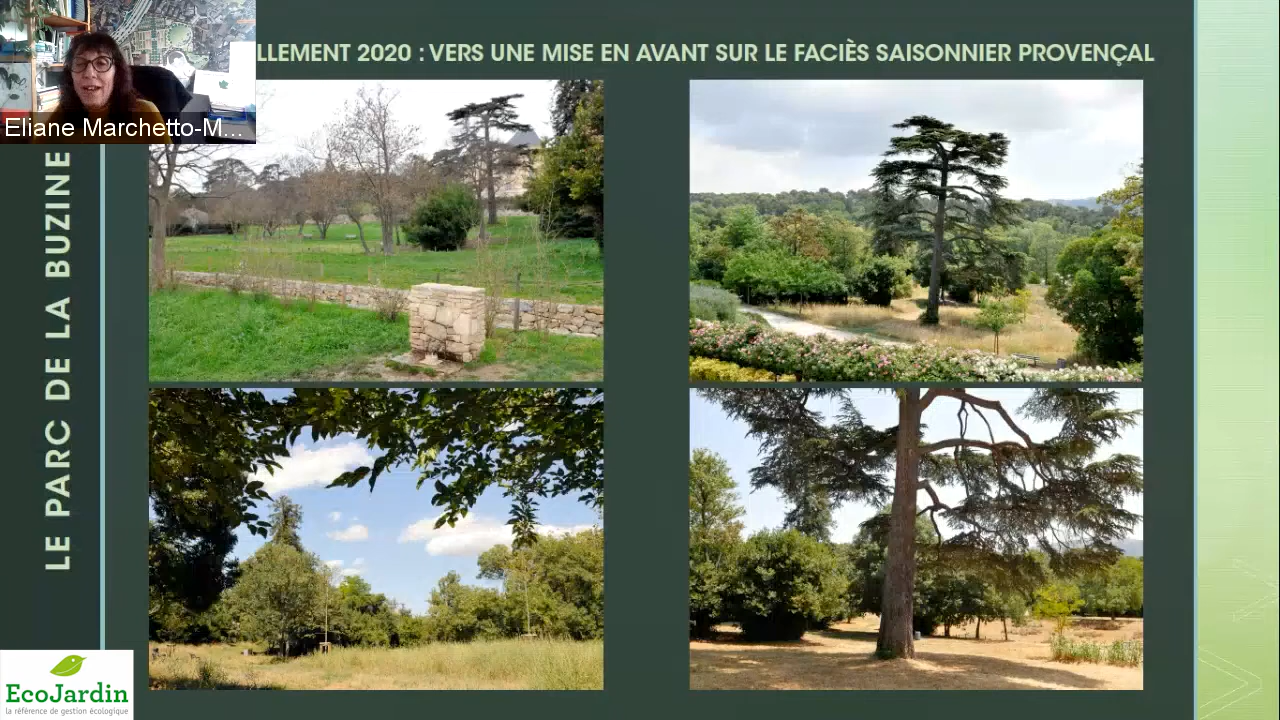 LLEMENT 2020 : VERS UNE MISE EN AVANT SUR LE FACIÈS SAISONNIER PROVENÇAL
Eliane Marchetto-M...
LE PARC DE LA BUZINE
EcoJardin
la référence de gestion écologique